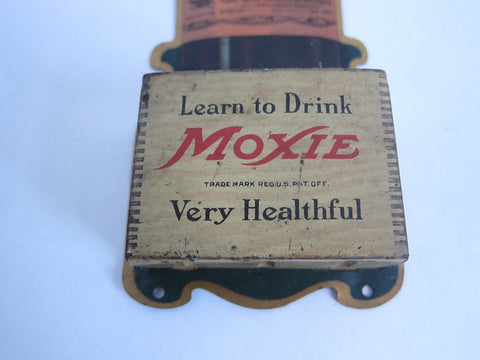 Learn to Drink
MOXIE
TRADE MARK REG.U.S. PAT. OFF.
Very Healthful